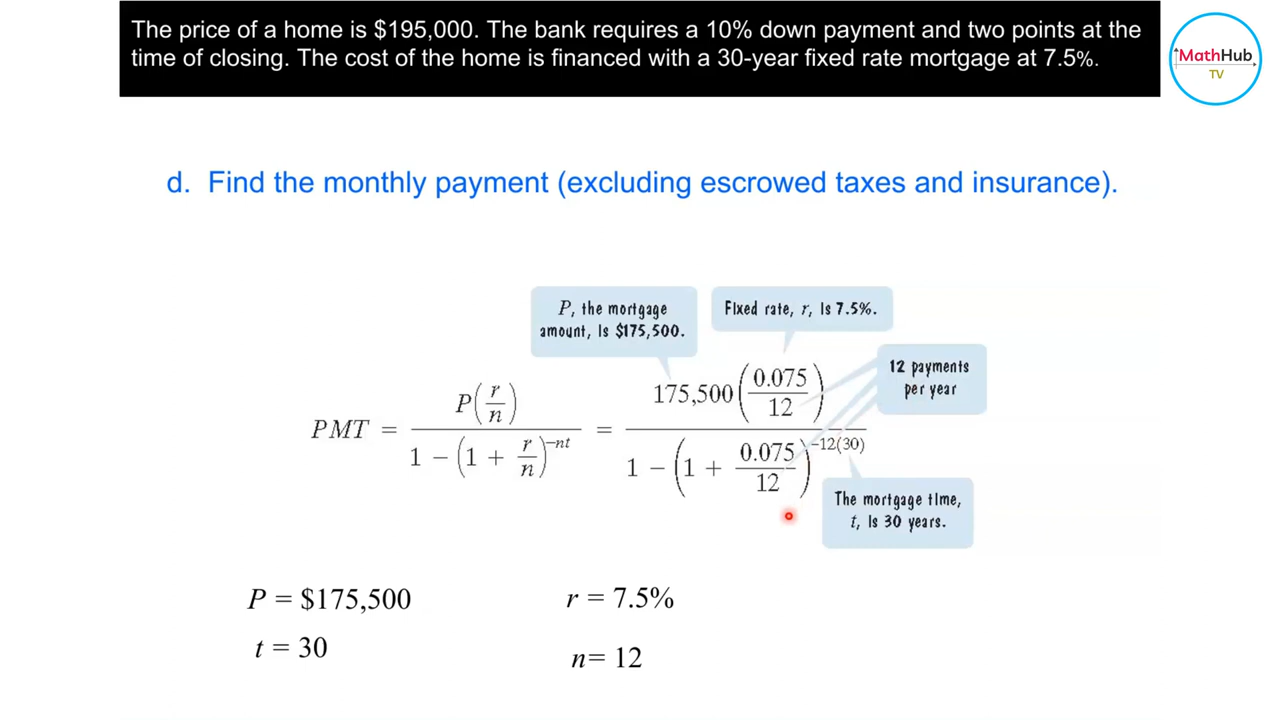 The price of a home is $195,000. The bank requires a 10% down payment and two points at the
time of closing. The cost of the home is financed with a 30-year fixed rate mortgage at 7.5%.
MathHub
TV
d. Find the monthly payment (excluding escrowed taxes and insurance).
P, the mortgage
amount, is $175,500.
Fixed rate, r, is 7.5%.
12 payments
per year
PMT = P(r/n) / 1 − (1 + r/n)^−nt = 175,500(0.075/12) / 1 − (1 + 0.075/12)^−12(30)
The mortgage time,
t, is 30 years.
P = $175,500
r = 7.5%
t = 30
n= 12